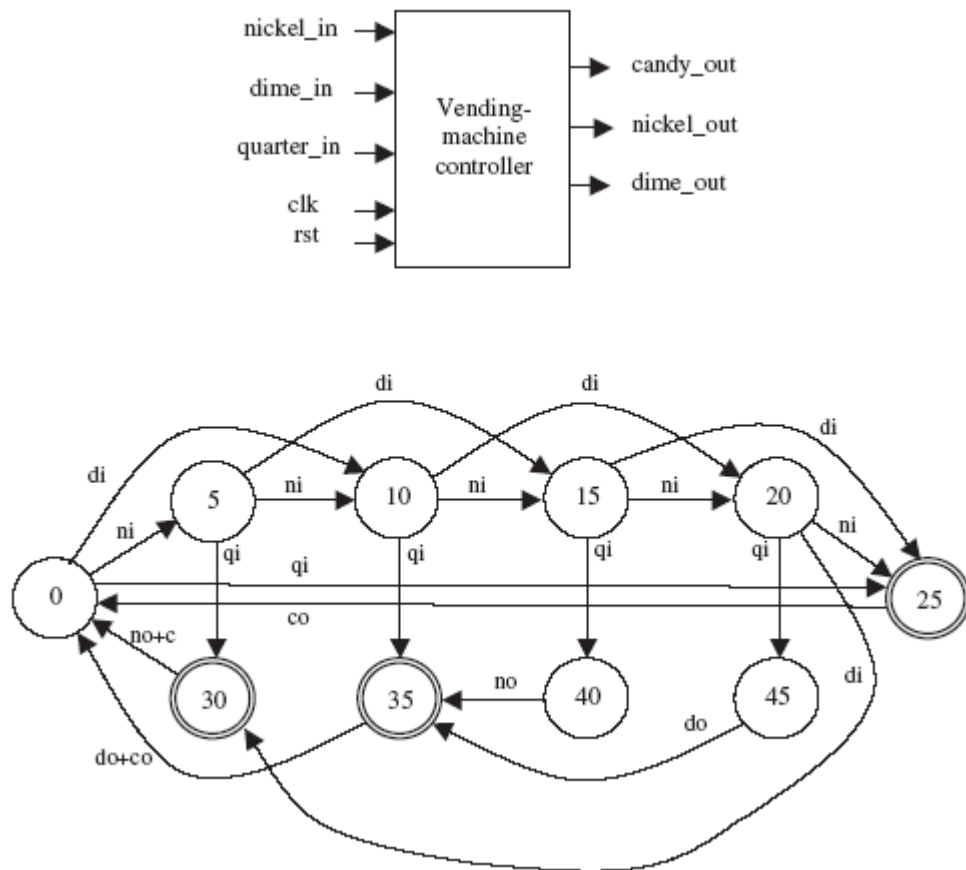 nickel_in
dime_in
quarter_in
clk
rst
Vending-
machine
controller
candy_out
nickel_out
dime_out
di
di
di
di
ni
5
ni
10
ni
15
ni
20
ni
qi
qi
qi
qi
0
qi
co
25
no+c
30
35
no
40
45
di
do
do+co